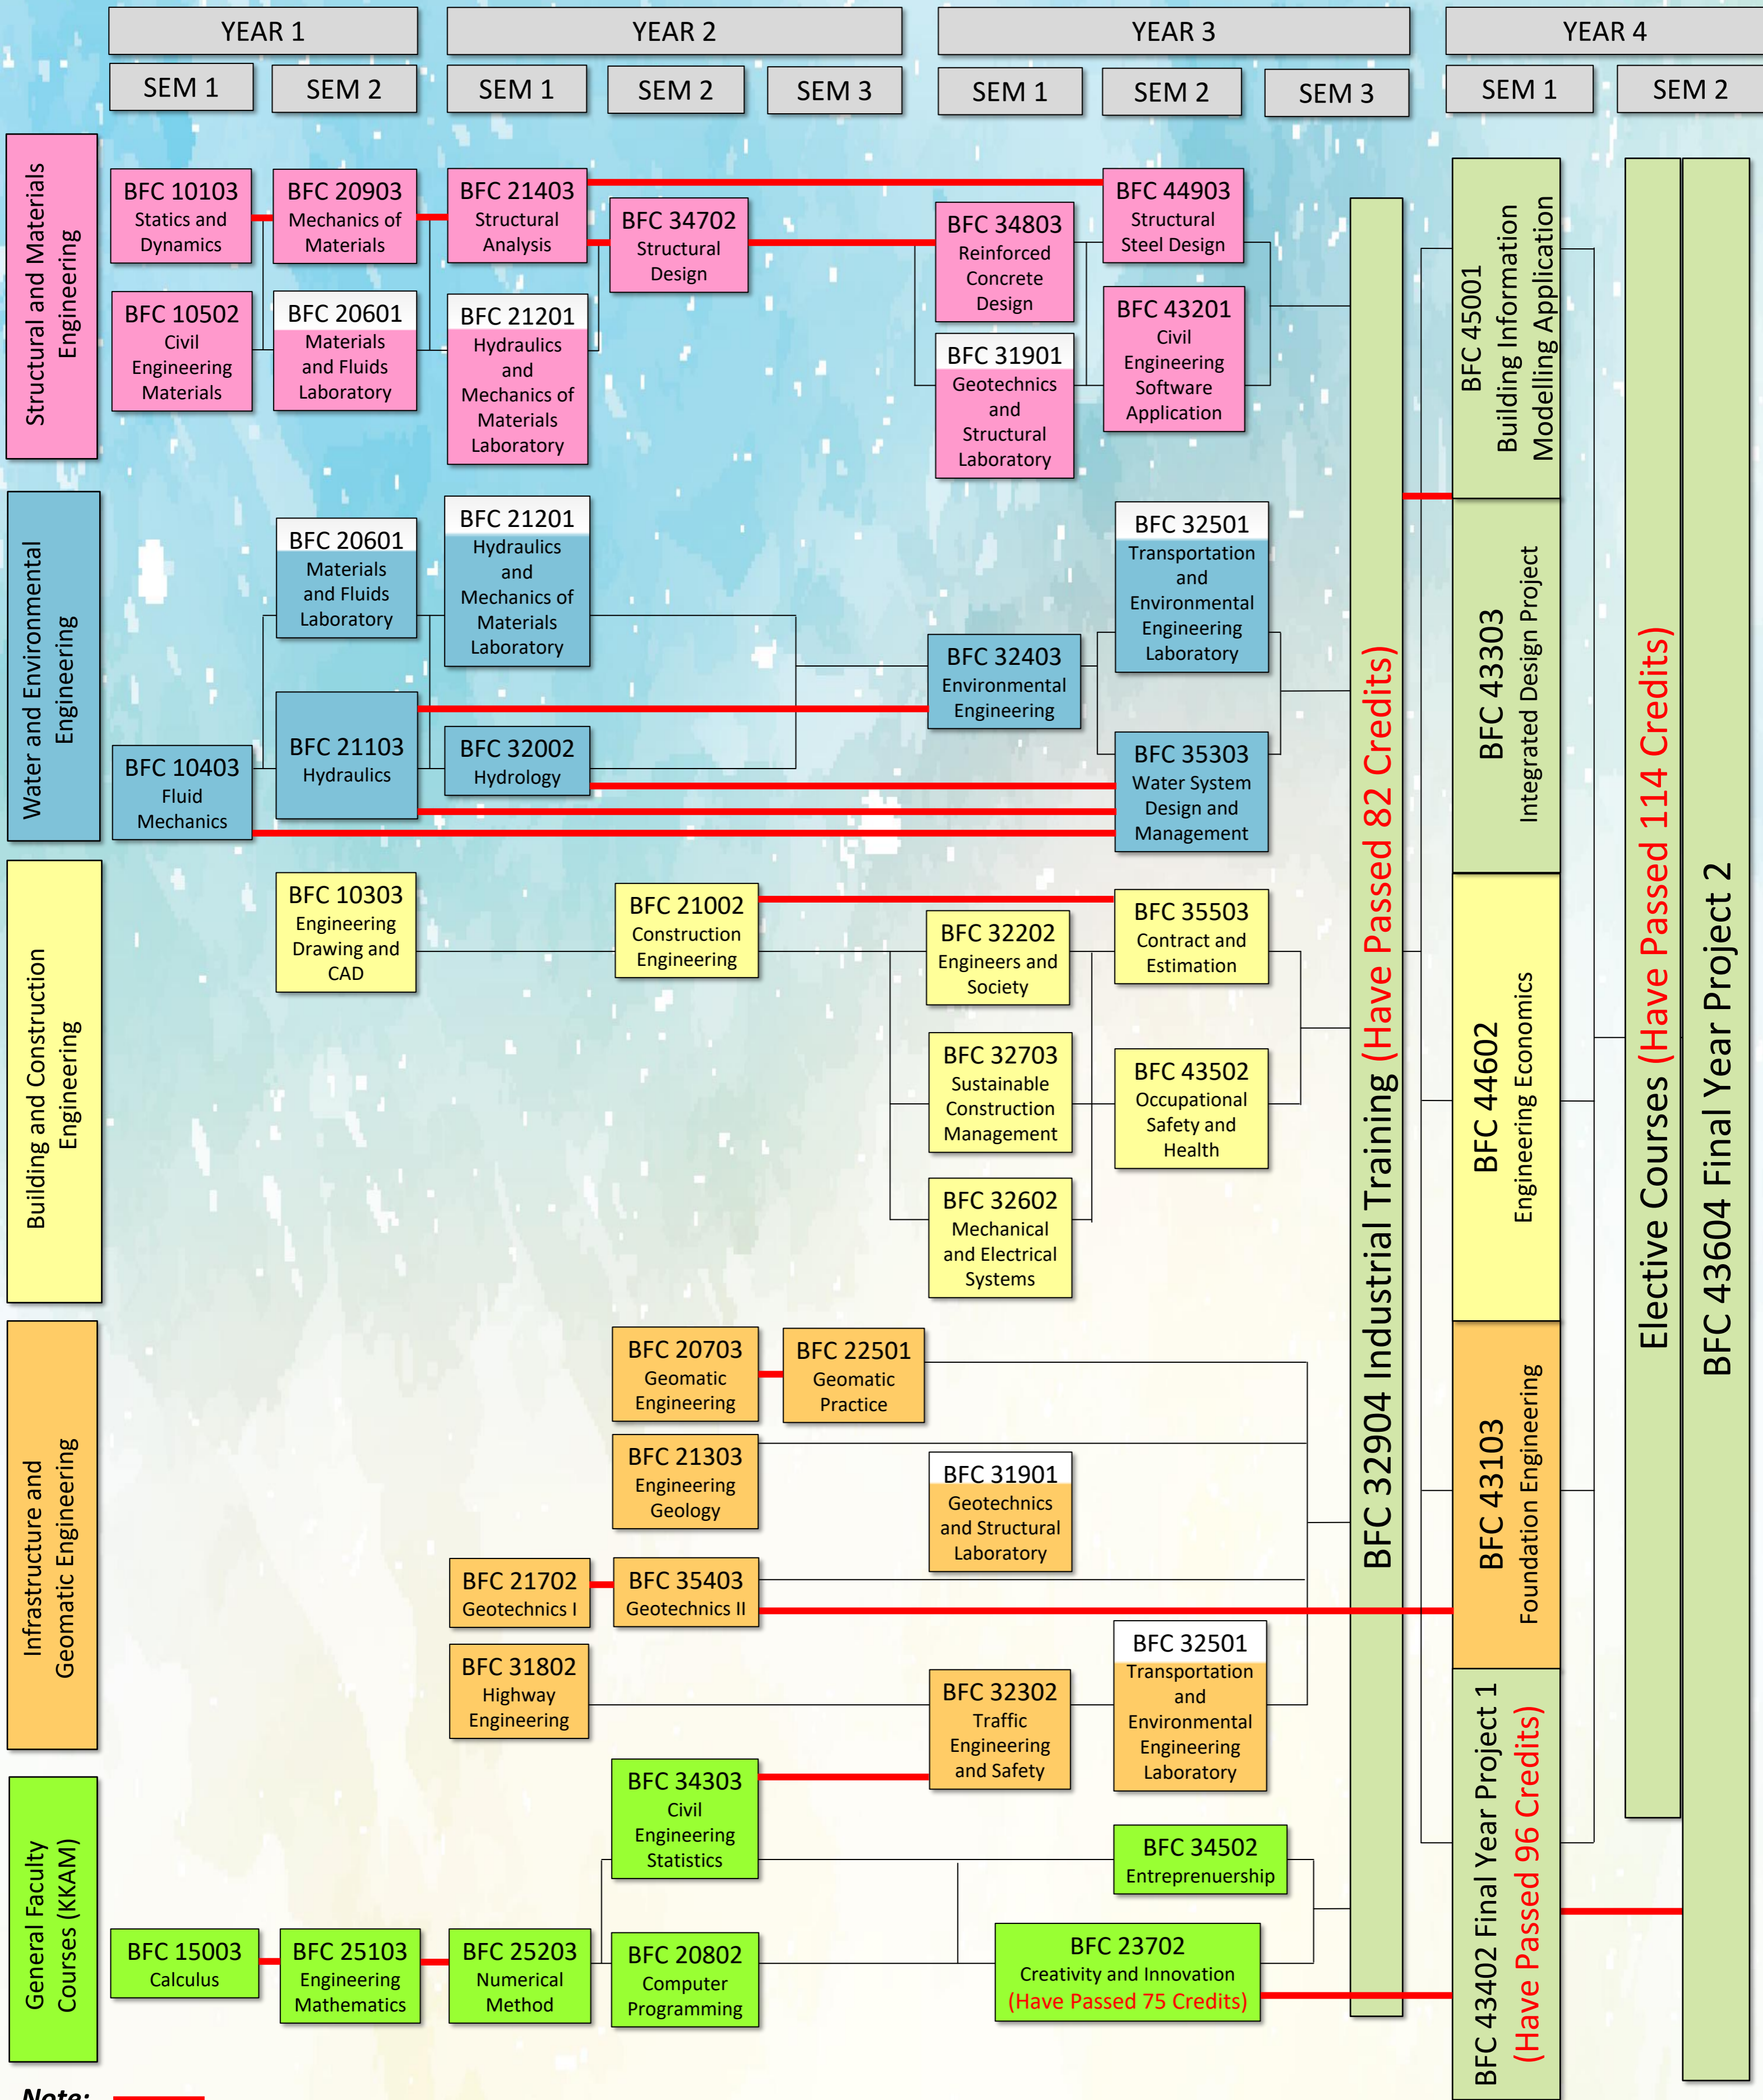 YEAR 1
YEAR 2
YEAR 3
YEAR 4
SEM 1
SEM 2
SEM 1
SEM 2
SEM 3
SEM 1
SEM 2
SEM 3
SEM 1
SEM 2
Structural and Materials
Engineering
BFC 10103
Statics and
Dynamics
BFC 10502
Civil
Engineering
Materials
BFC 20903
Mechanics of
Materials
BFC 20601
Materials
and Fluids
Laboratory
BFC 21403
Structural
Analysis
BFC 21201
Hydraulics
and
Mechanics of
Materials
Laboratory
BFC 34702
Structural
Design
BFC 34803
Reinforced
Concrete
Design
BFC 31901
Geotechnics
and
Structural
Laboratory
BFC 44903
Structural
Steel Design
BFC 43201
Civil
Engineering
Software
Application
Water and Environmental
Engineering
BFC 10403
Fluid
Mechanics
BFC 20601
Materials
and Fluids
Laboratory
BFC 21103
Hydraulics
BFC 21201
Hydraulics
and
Mechanics of
Materials
Laboratory
BFC 32002
Hydrology
BFC 32403
Environmental
Engineering
BFC 32501
Transportation
and
Environmental
Engineering
Laboratory
BFC 35303
Water System
Design and
Management
Building and Construction
Engineering
BFC 10303
Engineering
Drawing and
CAD
BFC 21002
Construction
Engineering
BFC 32202
Engineers and
Society
BFC 32703
Sustainable
Construction
Management
BFC 32602
Mechanical
and Electrical
Systems
BFC 35503
Contract and
Estimation
BFC 43502
Occupational
Safety and
Health
Infrastructure and
Geomatic Engineering
BFC 21702
Geotechnics I
BFC 31802
Highway
Engineering
BFC 20703
Geomatic
Engineering
BFC 21303
Engineering
Geology
BFC 35403
Geotechnics II
BFC 22501
Geomatic
Practice
BFC 31901
Geotechnics
and Structural
Laboratory
BFC 32302
Traffic
Engineering
and Safety
BFC 32501
Transportation
and
Environmental
Engineering
Laboratory
General Faculty
Courses (KKAM)
BFC 15003
Calculus
BFC 25103
Engineering
Mathematics
BFC 25203
Numerical
Method
BFC 34303
Civil
Engineering
Statistics
BFC 20802
Computer
Programming
BFC 34502
Entreprenuership
BFC 23702
Creativity and Innovation
(Have Passed 75 Credits)
BFC 32904 Industrial Training (Have Passed 82 Credits)
BFC 45001
Building Information
Modelling Application
BFC 43303
Integrated Design Project
BFC 44602
Engineering Economics
BFC 43103
Foundation Engineering
BFC 43402 Final Year Project 1
(Have Passed 96 Credits)
Elective Courses (Have Passed 114 Credits)
BFC 43604 Final Year Project 2
Note: